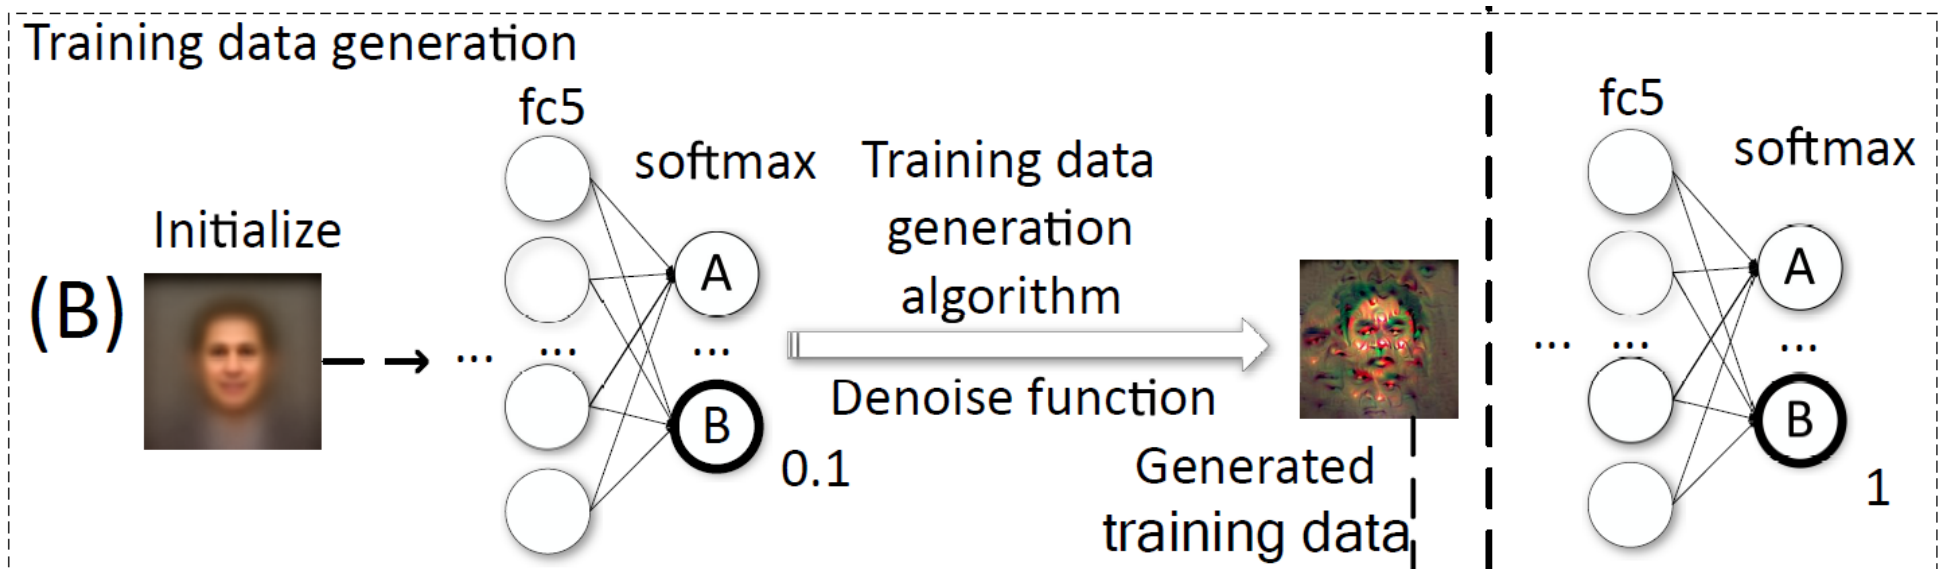 Training data generation
fc5
softmax
Initialize
(B)
A
...
...
...
B
0.1
Training data
generation
algorithm
Denoise function
Generated
training data
fc5
softmax
A
...
...
...
B
1